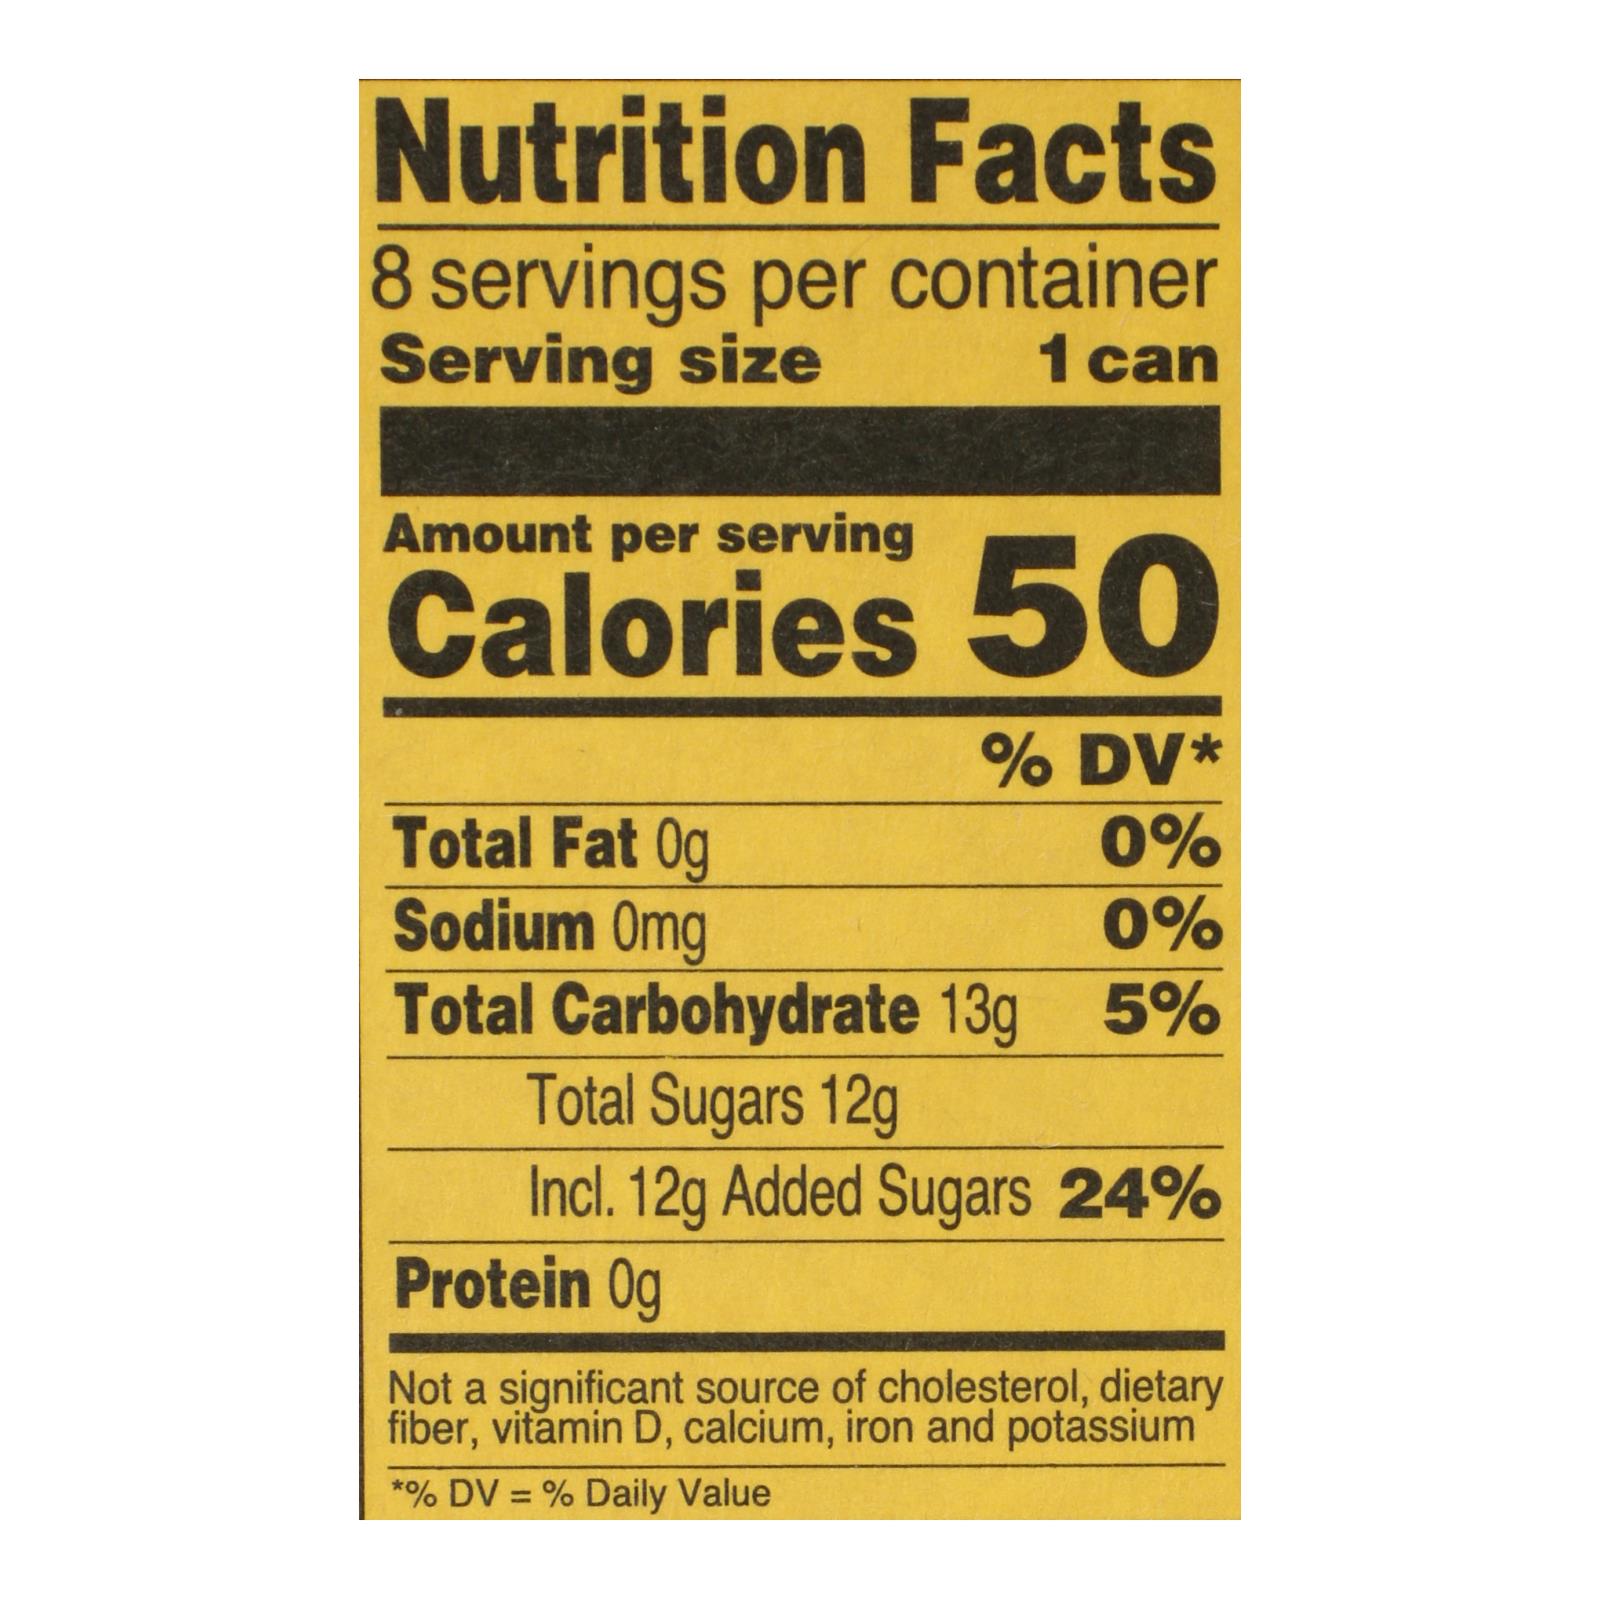 Nutrition Facts
8 servings per container
Serving size 1 can
Amount per serving
Calories 50
% DV*
Total Fat 0g 0%
Sodium 0mg 0%
Total Carbohydrate 13g 5%
Total Sugars 12g
Incl. 12g Added Sugars 24%
Protein 0g
Not a significant source of cholesterol, dietary
fiber, vitamin D, calcium, iron and potassium
*% DV = % Daily Value